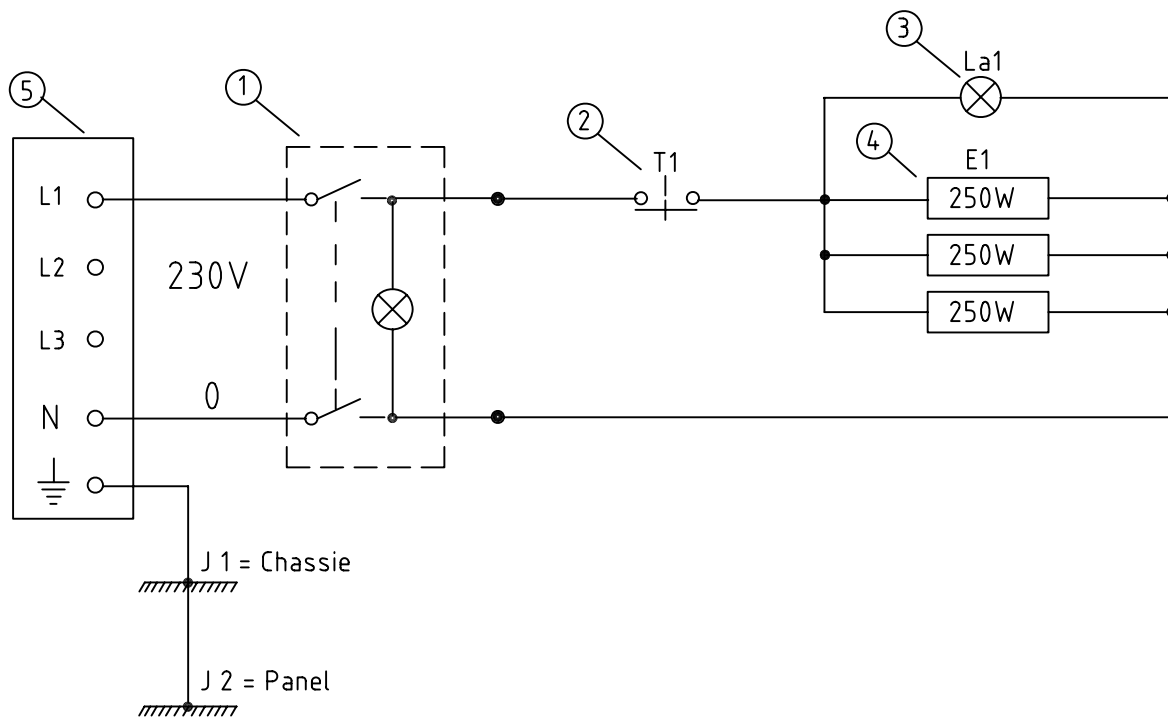 3
La1
5
1
2
T1
4
E1
L1
250W
L2
230V
250W
L3
250W
N
0
J 1 = Chassie
J 2 = Panel